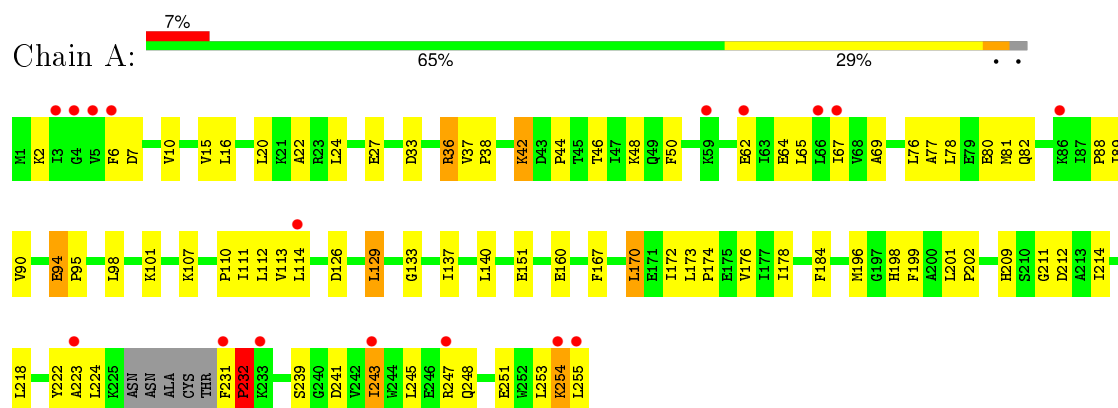 7%
Chain A:
65% 29% • •
M1 K2 I3 G4 V5 F6 D7 V10 V15 L16 L20 K21 A22 R23 L24 E27 D33 R36 V37 P38 K42 D43 P44 T45 T46 I47 K48 Q49 F50 K59 E62 I63 E64 L65 L66 I67 V68 A69 L76 A77 L78 E79 E80 M81 Q82 K86 I87 P88 I89
V90 E94 P95 L98 K101 K107 P110 I111 L112 V113 L114 D126 L129 G133 I137 L140 E151 E160 F167 L170 E171 I172 L173 P174 E175 V176 I177 I178 F184 M196 G197 H198 F199 A200 L201 P202 H209 S210 G211 D212 A213 I214
L218 Y222 A223 L224 K225 ASN ASN ALA CYS THR F231 P232 K233 S239 G240 D241 V242 I243 W244 L245 E246 R247 Q248 E251 W252 L253 K254 L255